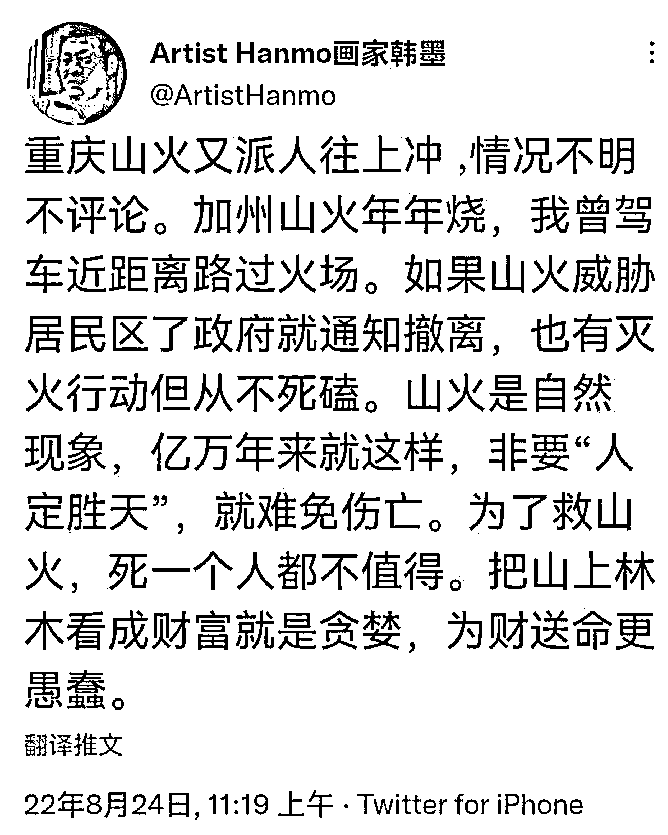 Artist Hanmo画家韩墨
@ArtistHanmo
重庆山火又派人往上冲 ,情况不明
不评论。加州山火年年烧，我曾驾
车近距离路过火场。如果山火威胁
居民区了政府就通知撤离，也有灭
火行动但从不死磕。山火是自然
现象，亿万年来就这样，非要“人
定胜天”，就难免伤亡。为了救山
火，死一个人都不值得。把山上林
木看成财富就是贪婪，为财送命更
愚蠢。
翻译推文
22年8月24日, 11:19 上午 · Twitter for iPhone